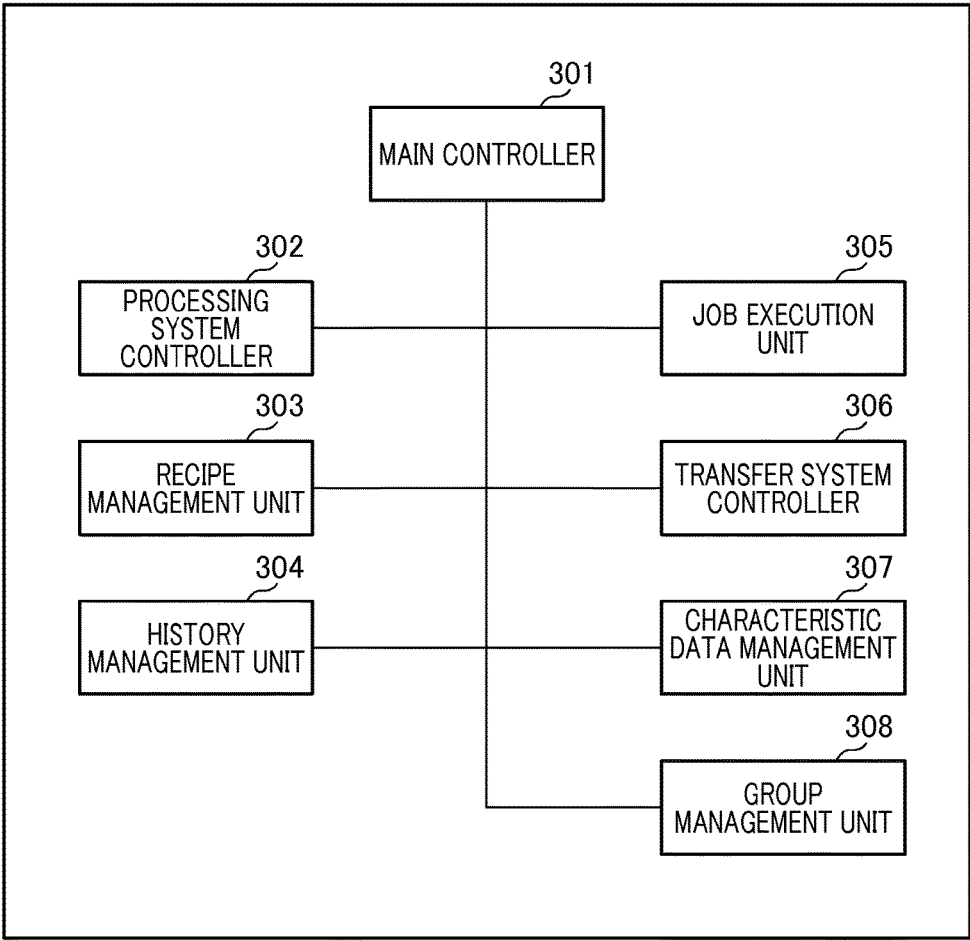 301
MAIN CONTROLLER
302
PROCESSING
SYSTEM
CONTROLLER
305
JOB EXECUTION
UNIT
303
RECIPE
MANAGEMENT UNIT
306
TRANSFER SYSTEM
CONTROLLER
304
HISTORY
MANAGEMENT UNIT
307
CHARACTERISTIC
DATA MANAGEMENT
UNIT
308
GROUP
MANAGEMENT UNIT